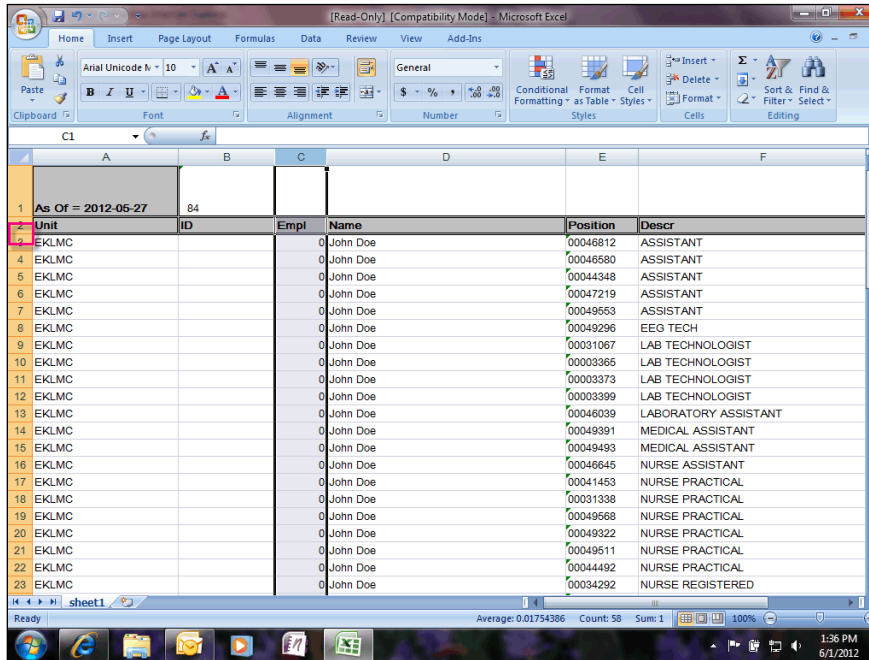 [Read-Only] [Compatibility Mode] - Microsoft Excel
Home Insert Page Layout Formulas Data Review View Add-Ins
Paste
Arial Unicode N 10 A A
B I U A
General
$ % , .00 .00
Conditional Formatting Format as Table Cell Styles
Insert
Delete
Format
Σ
Sort & Filter Find & Select
Clipboard Font Alignment Number Styles Cells Editing
C1 fx
A B C D E F
1 As Of = 2012-05-27 84
2 Unit ID Empl Name Position Descr
3 EKLMC 0 John Doe 00046812 ASSISTANT
4 EKLMC 0 John Doe 00046580 ASSISTANT
5 EKLMC 0 John Doe 00044348 ASSISTANT
6 EKLMC 0 John Doe 00047219 ASSISTANT
7 EKLMC 0 John Doe 00049553 ASSISTANT
8 EKLMC 0 John Doe 00049296 EEG TECH
9 EKLMC 0 John Doe 00031067 LAB TECHNOLOGIST
10 EKLMC 0 John Doe 00003365 LAB TECHNOLOGIST
11 EKLMC 0 John Doe 00003373 LAB TECHNOLOGIST
12 EKLMC 0 John Doe 00003399 LAB TECHNOLOGIST
13 EKLMC 0 John Doe 00046039 LABORATORY ASSISTANT
14 EKLMC 0 John Doe 00049391 MEDICAL ASSISTANT
15 EKLMC 0 John Doe 00049493 MEDICAL ASSISTANT
16 EKLMC 0 John Doe 00046645 NURSE ASSISTANT
17 EKLMC 0 John Doe 00041453 NURSE PRACTICAL
18 EKLMC 0 John Doe 00031338 NURSE PRACTICAL
19 EKLMC 0 John Doe 00049568 NURSE PRACTICAL
20 EKLMC 0 John Doe 00049322 NURSE PRACTICAL
21 EKLMC 0 John Doe 00049511 NURSE PRACTICAL
22 EKLMC 0 John Doe 00044492 NURSE PRACTICAL
23 EKLMC 0 John Doe 00034292 NURSE REGISTERED
sheet1
Ready Average: 0.01754386 Count: 58 Sum: 1 100%
1:36 PM
6/1/2012